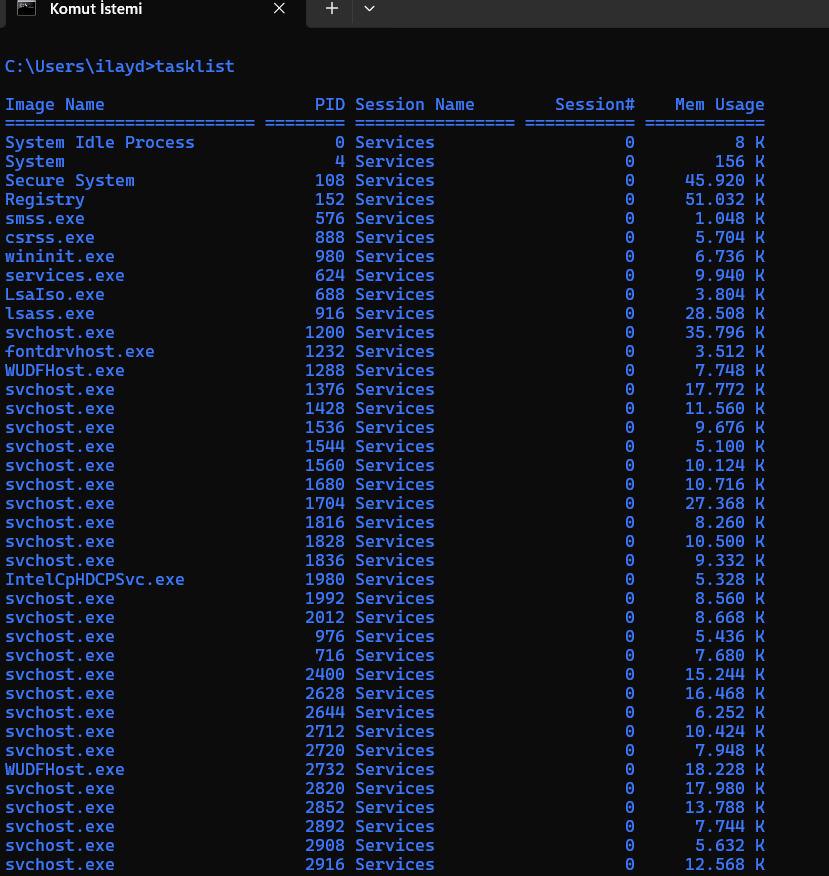 Komut İstemi
C:\Users\ilayd>tasklist
Image Name                     PID Session Name        Session#    Mem Usage
========================= ======== ================ =========== ============
System Idle Process              0 Services                   0          8 K
System                           4 Services                   0        156 K
Secure System                  108 Services                   0     45.920 K
Registry                       152 Services                   0     51.032 K
smss.exe                       576 Services                   0      1.048 K
csrss.exe                      888 Services                   0      5.704 K
wininit.exe                    980 Services                   0      6.736 K
services.exe                   624 Services                   0      9.940 K
LsaIso.exe                     688 Services                   0      3.804 K
lsass.exe                      916 Services                   0     28.508 K
svchost.exe                   1200 Services                   0     35.796 K
fontdrvhost.exe               1232 Services                   0      3.512 K
WUDFHost.exe                  1288 Services                   0      7.748 K
svchost.exe                   1376 Services                   0     17.772 K
svchost.exe                   1428 Services                   0     11.560 K
svchost.exe                   1536 Services                   0      9.676 K
svchost.exe                   1544 Services                   0      5.100 K
svchost.exe                   1560 Services                   0     10.124 K
svchost.exe                   1680 Services                   0     10.716 K
svchost.exe                   1704 Services                   0     27.368 K
svchost.exe                   1816 Services                   0      8.260 K
svchost.exe                   1828 Services                   0     10.500 K
svchost.exe                   1836 Services                   0      9.332 K
IntelCpHDCPSvc.exe            1980 Services                   0      5.328 K
svchost.exe                   1992 Services                   0      8.560 K
svchost.exe                   2012 Services                   0      8.668 K
svchost.exe                    976 Services                   0      5.436 K
svchost.exe                    716 Services                   0      7.680 K
svchost.exe                   2400 Services                   0     15.244 K
svchost.exe                   2628 Services                   0     16.468 K
svchost.exe                   2644 Services                   0      6.252 K
svchost.exe                   2712 Services                   0     10.424 K
svchost.exe                   2720 Services                   0      7.948 K
WUDFHost.exe                  2732 Services                   0     18.228 K
svchost.exe                   2820 Services                   0     17.980 K
svchost.exe                   2852 Services                   0     13.788 K
svchost.exe                   2892 Services                   0      7.744 K
svchost.exe                   2908 Services                   0      5.632 K
svchost.exe                   2916 Services                   0     12.568 K